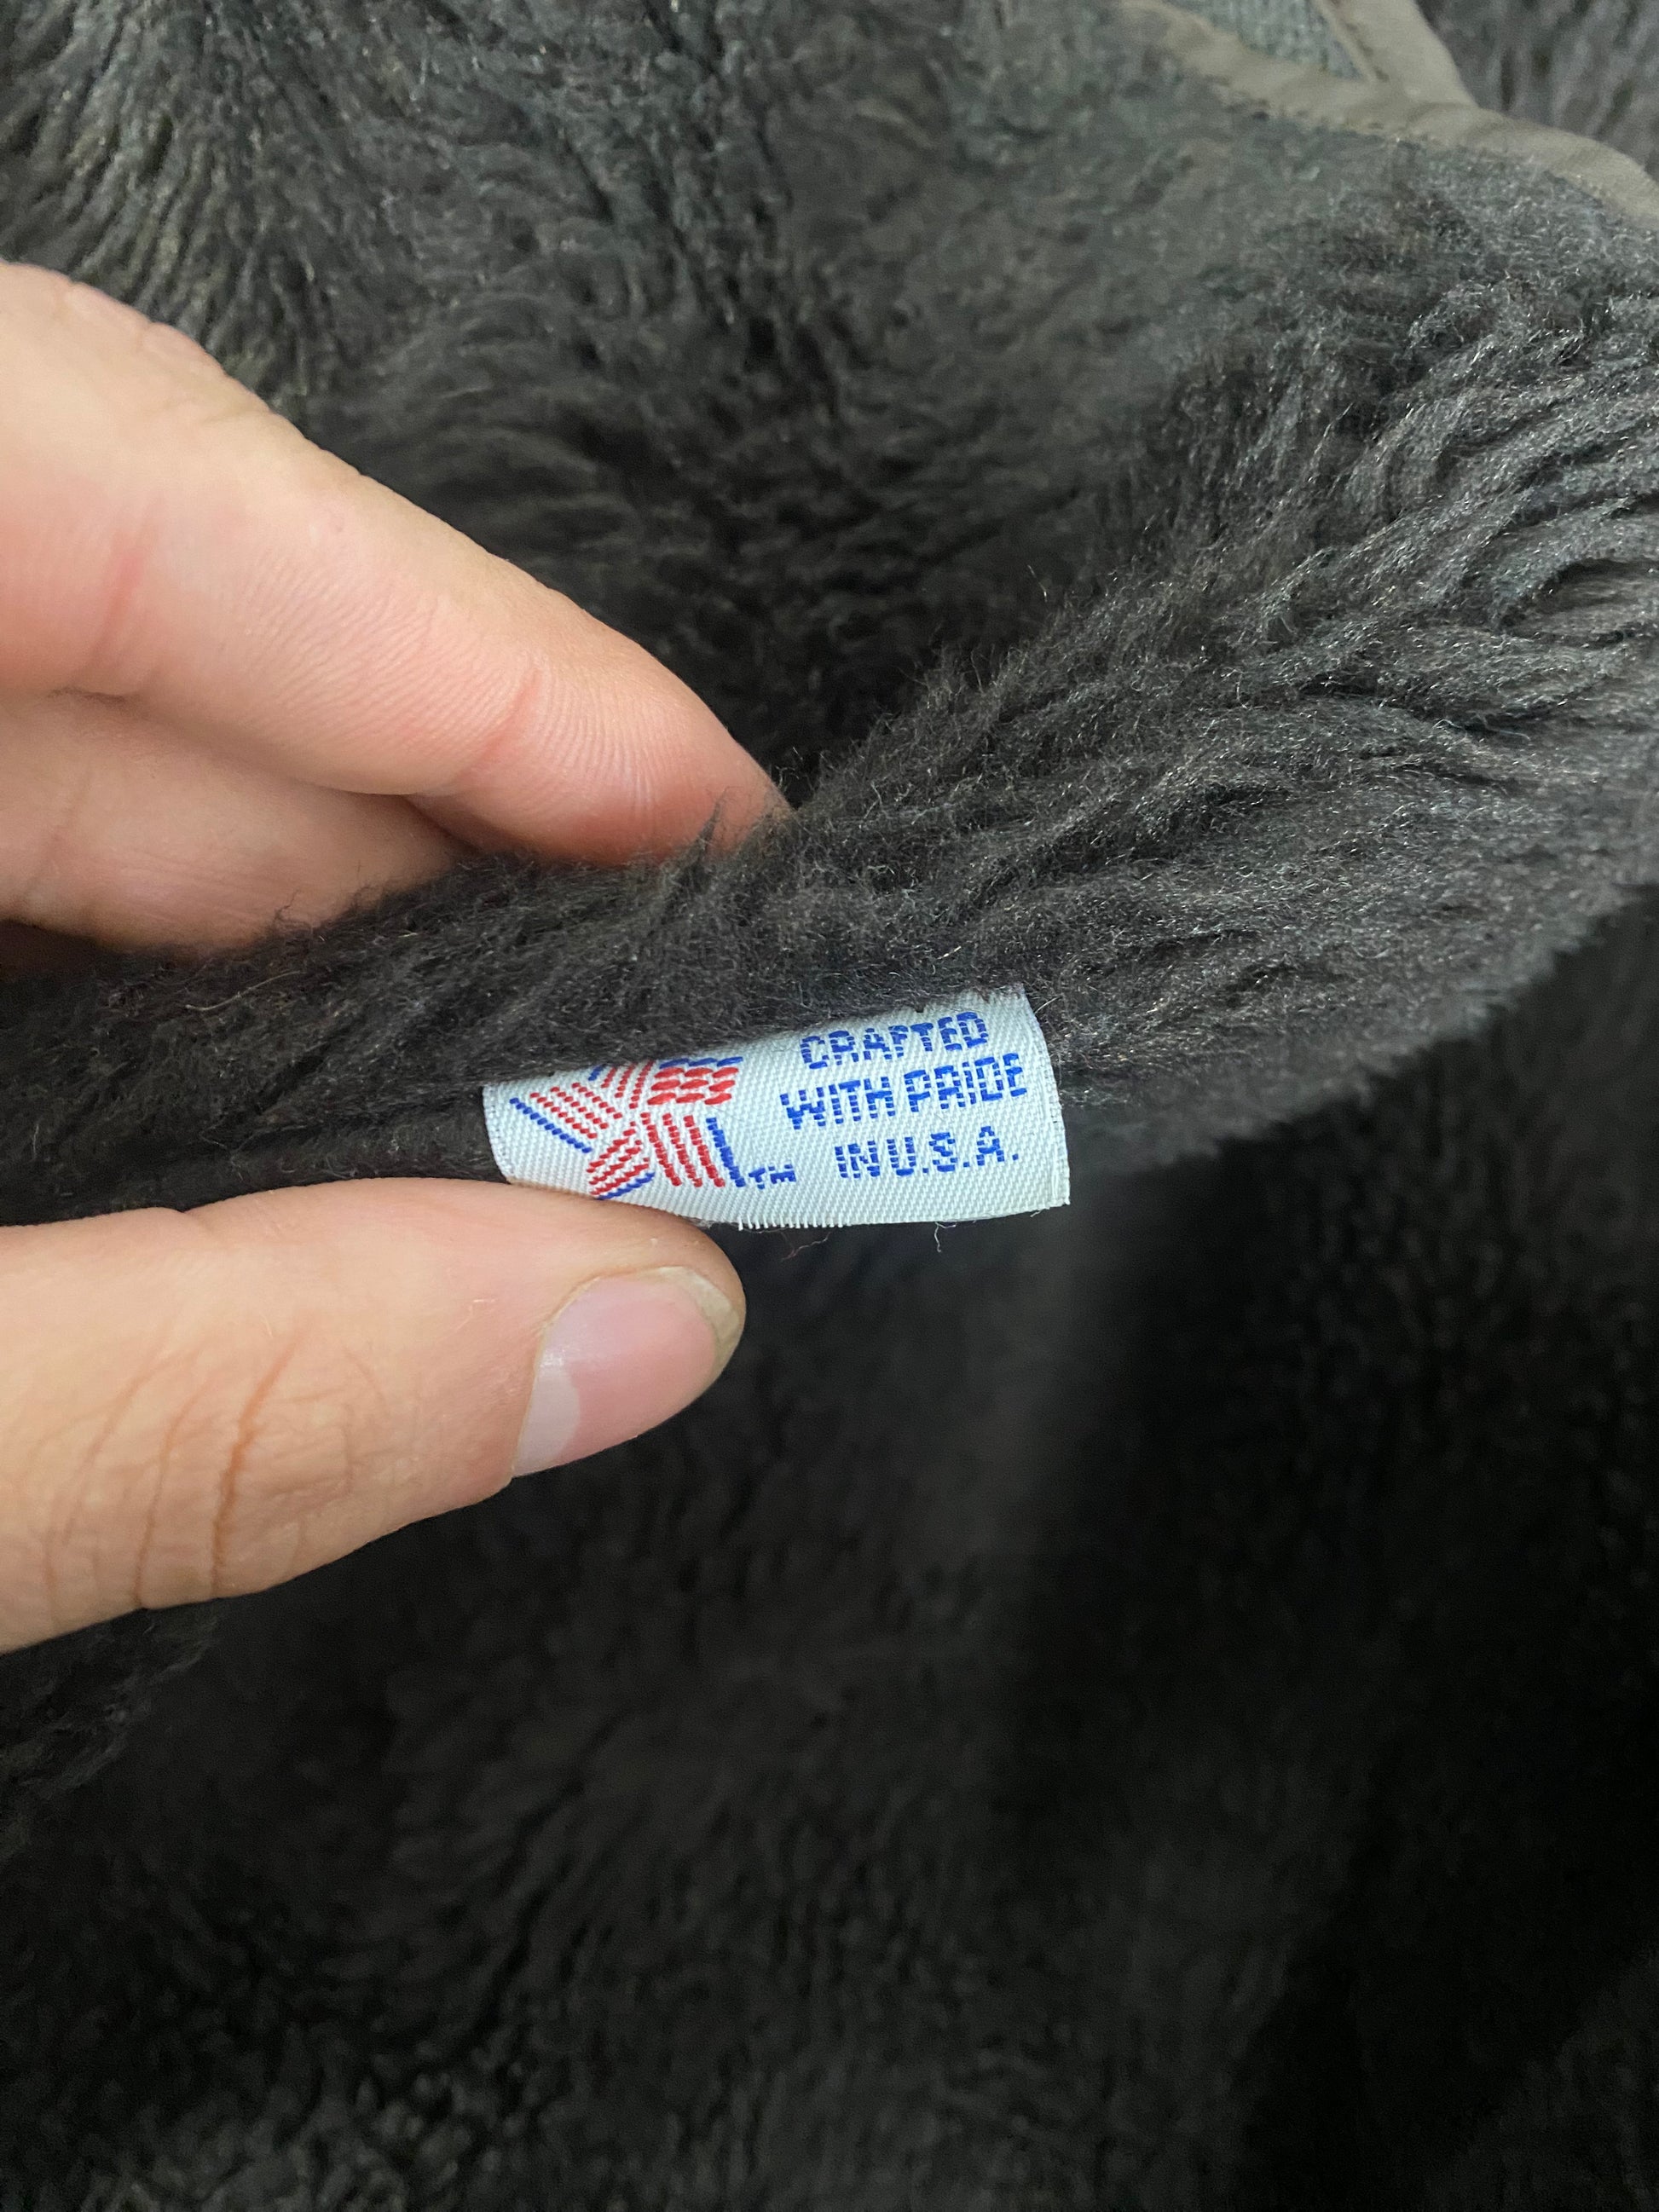 CRAFTED
WITH PRIDE
IN U.S.A.
TM